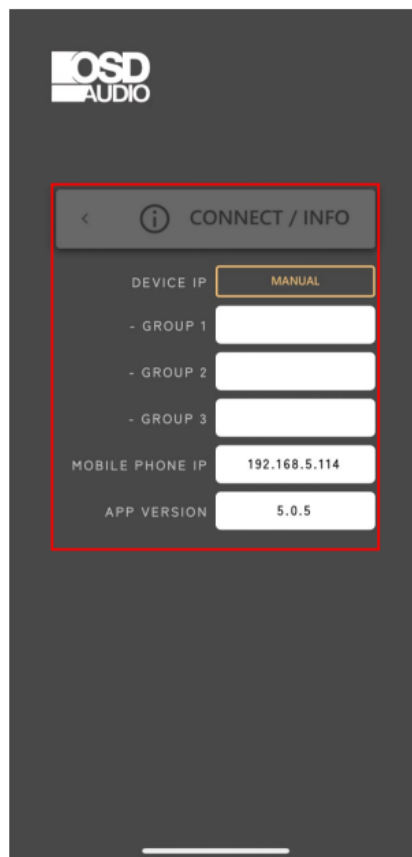 OSD
AUDIO
< CONNECT / INFO
DEVICE IP MANUAL
- GROUP 1
- GROUP 2
- GROUP 3
MOBILE PHONE IP 192.168.5.114
APP VERSION 5.0.5